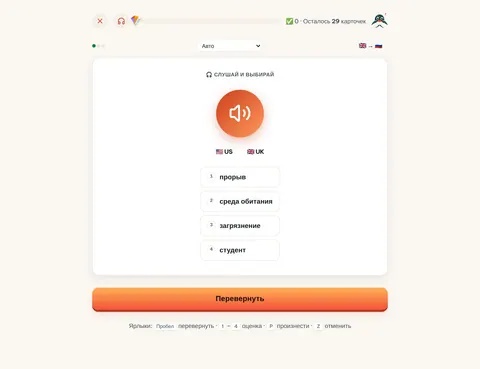 ✅ 0 · Осталось 29 карточек
Авто
🇬🇧 → 🇷🇺
🎧 СЛУШАЙ И ВЫБИРАЙ
🇺🇸 US 🇬🇧 UK
1 прорыв
2 среда обитания
3 загрязнение
4 студент
Перевернуть
Ярлыки: Пробел перевернуть · 1 – 4 оценка · P произнести · Z отменить